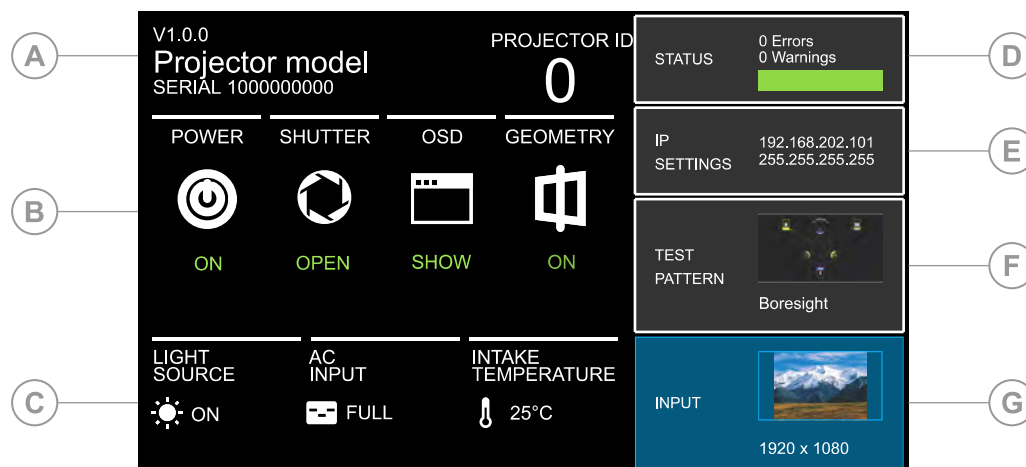 A
V1.0.0
Projector model
SERIAL 1000000000
PROJECTOR ID
0
B
POWER
ON
SHUTTER
OPEN
OSD
SHOW
GEOMETRY
ON
C
LIGHT
SOURCE
ON
AC
INPUT
FULL
INTAKE
TEMPERATURE
25°C
STATUS
0 Errors
0 Warnings
D
IP
SETTINGS
192.168.202.101
255.255.255.255
E
TEST
PATTERN
Boresight
F
INPUT
1920 x 1080
G